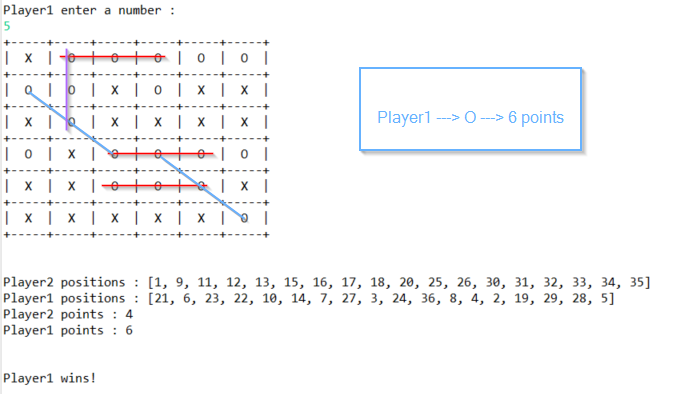 Player1 enter a number :
5
+-----+-----+-----+-----+-----+-----+
| X | O | O | O | O | O |
+-----+-----+-----+-----+-----+-----+
| O | O | X | O | X | X |
+-----+-----+-----+-----+-----+-----+
| X | O | X | X | X | X |
+-----+-----+-----+-----+-----+-----+
| O | X | O | O | O | O |
+-----+-----+-----+-----+-----+-----+
| X | X | O | O | O | X |
+-----+-----+-----+-----+-----+-----+
| X | X | X | X | X | O |
+-----+-----+-----+-----+-----+-----+
Player1 ---> O ---> 6 points
Player2 positions : [1, 9, 11, 12, 13, 15, 16, 17, 18, 20, 25, 26, 30, 31, 32, 33, 34, 35]
Player1 positions : [21, 6, 23, 22, 10, 14, 7, 27, 3, 24, 36, 8, 4, 2, 19, 29, 28, 5]
Player2 points : 4
Player1 points : 6
Player1 wins!